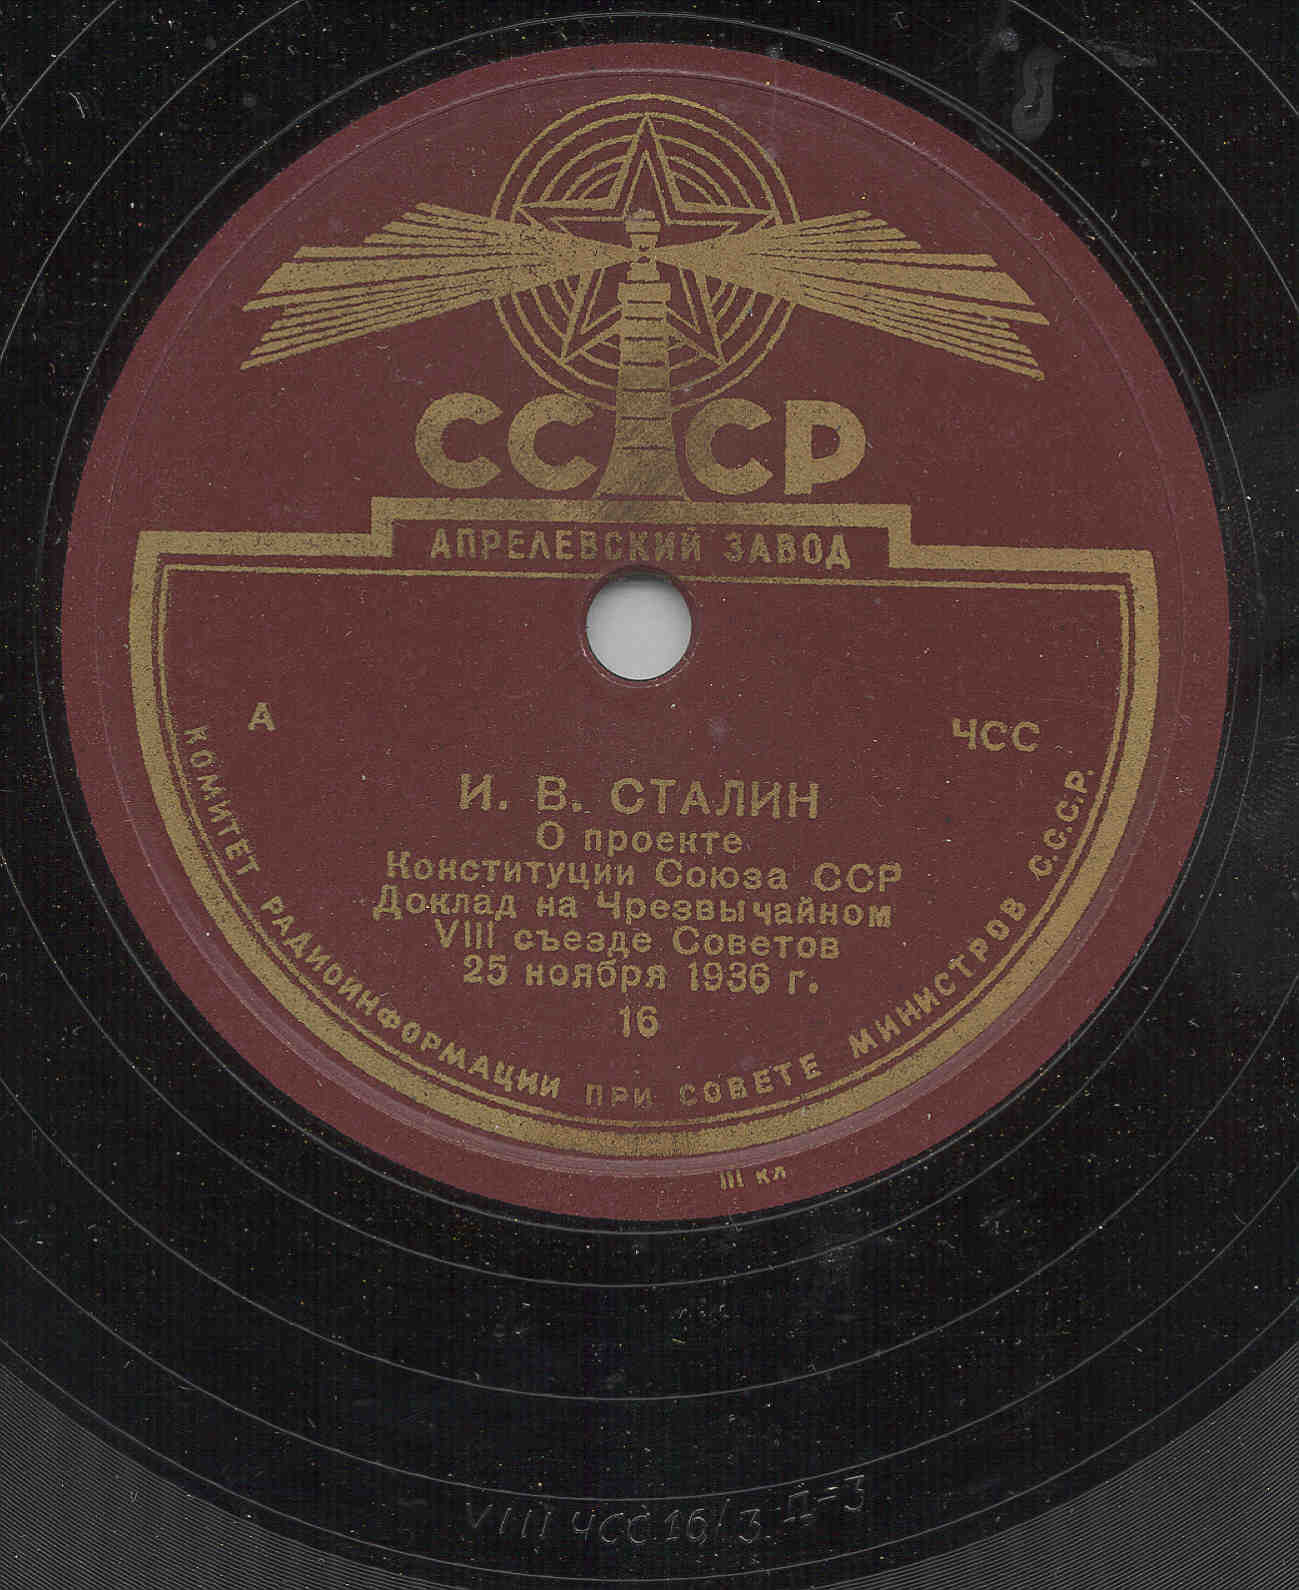 СССР
АПРЕЛЕВСКИЙ ЗАВОД
А
ЧСС
И. В. СТАЛИН
О проекте
Конституции Союза ССР
Доклад на Чрезвычайном
VIII съезде Советов
25 ноября 1936 г.
16
КОМИТЕТ РАДИОИНФОРМАЦИИ ПРИ СОВЕТЕ МИНИСТРОВ С.С.С.Р.
III кл
VIII ЧСС 16/3 Д-3